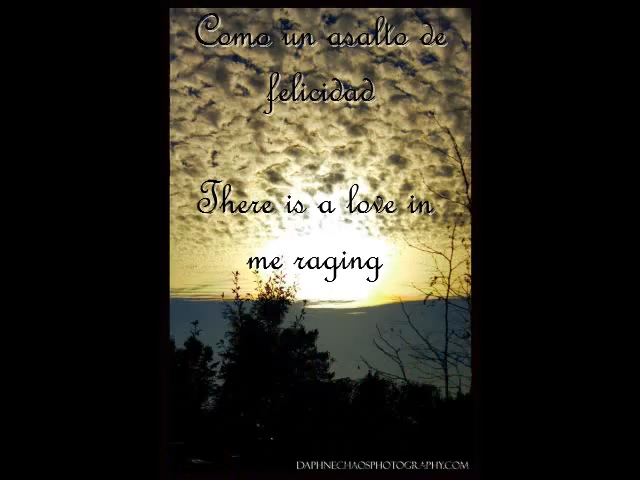 Como un asalto de
felicidad
There is a love in
me raging
DAPHNECHAOSPHOTOGRAPHY.COM